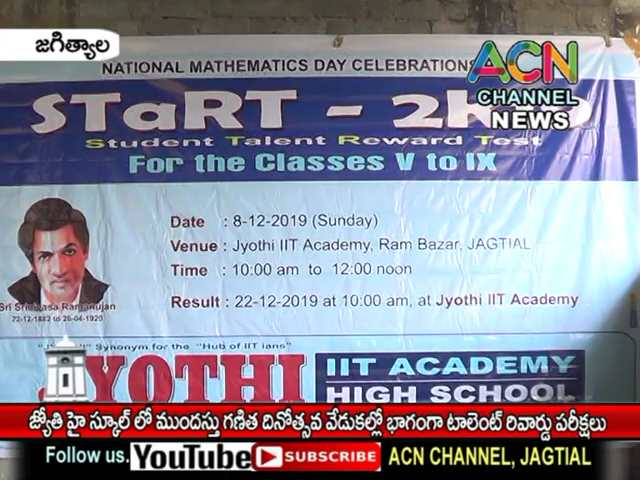 జగిత్యాల
ACN
CHANNEL
NEWS
NATIONAL MATHEMATICS DAY CELEBRATIONS
STaRT - 2K
Student Talent Reward Test
For the Classes V to IX
Date : 8-12-2019 (Sunday)
Venue : Jyothi IIT Academy, Ram Bazar, JAGTIAL
Time : 10:00 am to 12:00 noon
Result : 22-12-2019 at 10:00 am, at Jyothi IIT Academy
Sri Srinivasa Ramanujan
22-12-1882 to 26-04-1920
Synonym for the "Hub of IIT ians"
JYOTHI
IIT ACADEMY
HIGH SCHOOL
జ్యోతి హై స్కూల్ లో ముందస్తు గణిత దినోత్సవ వేడుకల్లో భాగంగా టాలెంట్ రివార్డు పరీక్షలు
Follow us. YouTube SUBSCRIBE ACN CHANNEL, JAGTIAL